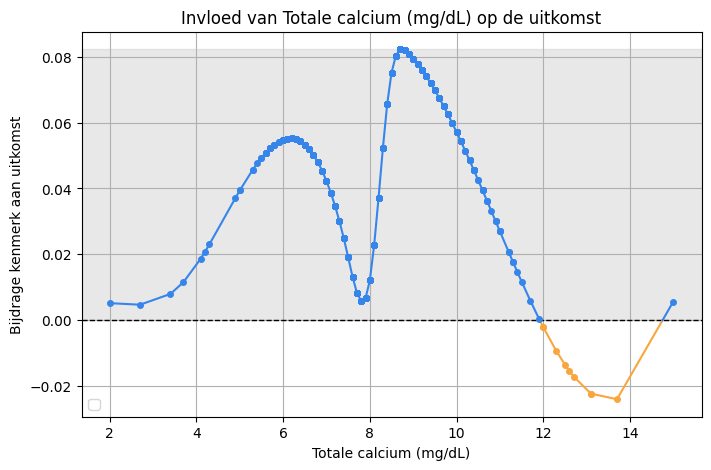 Invloed van Totale calcium (mg/dL) op de uitkomst
Bijdrage kenmerk aan uitkomst
0.08
0.06
0.04
0.02
0.00
−0.02
2 4 6 8 10 12 14
Totale calcium (mg/dL)